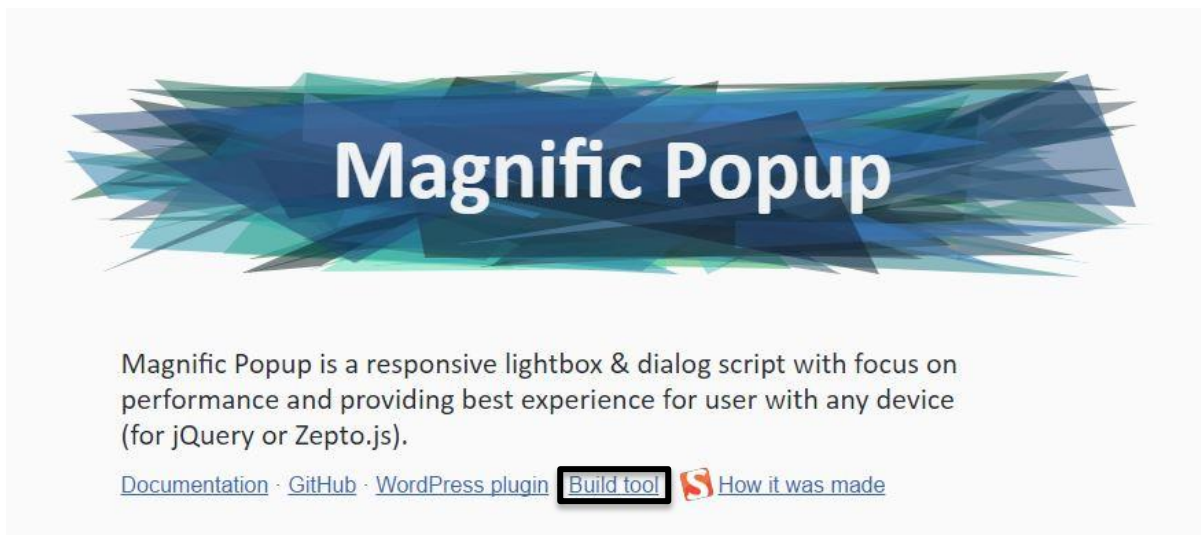 Magnific Popup
Magnific Popup is a responsive lightbox & dialog script with focus on
performance and providing best experience for user with any device
(for jQuery or Zepto.js).
Documentation · GitHub · WordPress plugin Build tool S How it was made